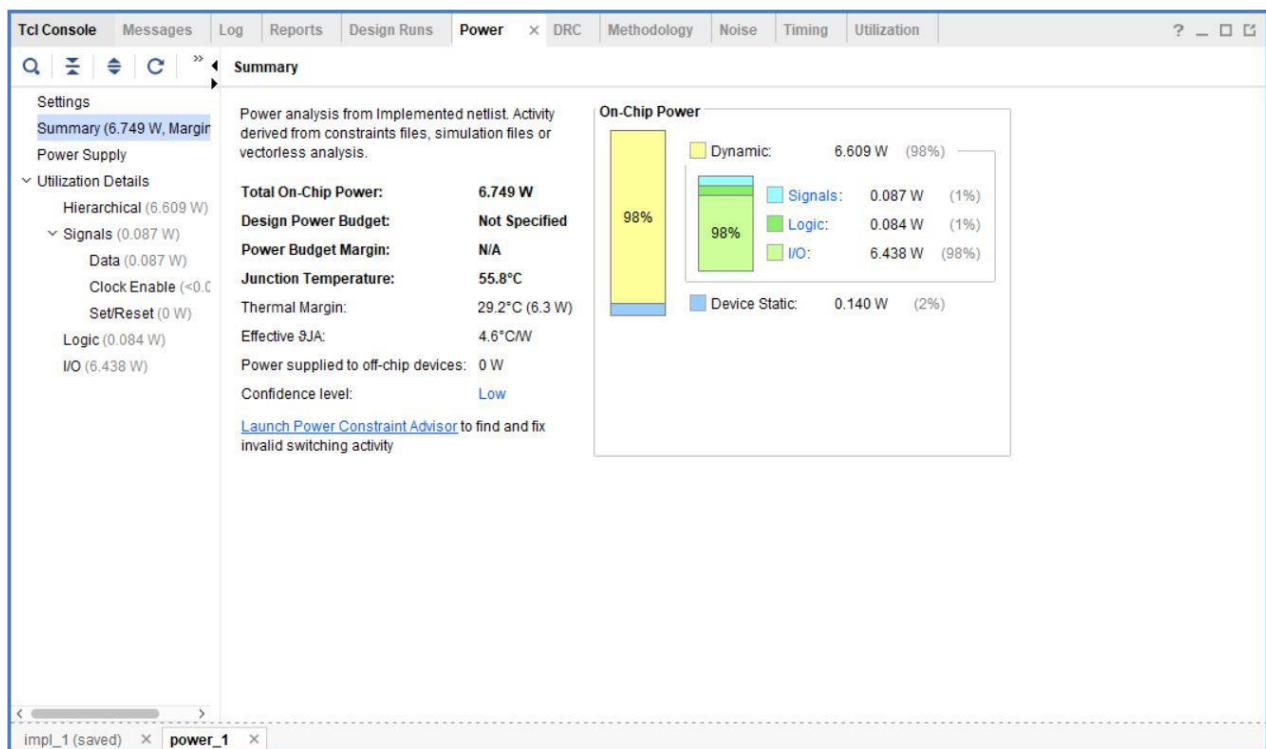 Tcl Console Messages Log Reports Design Runs Power × DRC Methodology Noise Timing Utilization ? _
» Summary
Settings
Summary (6.749 W, Margin
Power Supply
Utilization Details
Hierarchical (6.609 W)
Signals (0.087 W)
Data (0.087 W)
Clock Enable (<0.0
Set/Reset (0 W)
Logic (0.084 W)
I/O (6.438 W)
Power analysis from Implemented netlist. Activity
derived from constraints files, simulation files or
vectorless analysis.
Total On-Chip Power: 6.749 W
Design Power Budget: Not Specified
Power Budget Margin: N/A
Junction Temperature: 55.8°C
Thermal Margin: 29.2°C (6.3 W)
Effective ϑJA: 4.6°C/W
Power supplied to off-chip devices: 0 W
Confidence level: Low
Launch Power Constraint Advisor to find and fix
invalid switching activity
On-Chip Power
Dynamic: 6.609 W (98%)
Signals: 0.087 W (1%)
98% 98% Logic: 0.084 W (1%)
I/O: 6.438 W (98%)
Device Static: 0.140 W (2%)
impl_1 (saved) × power_1 ×